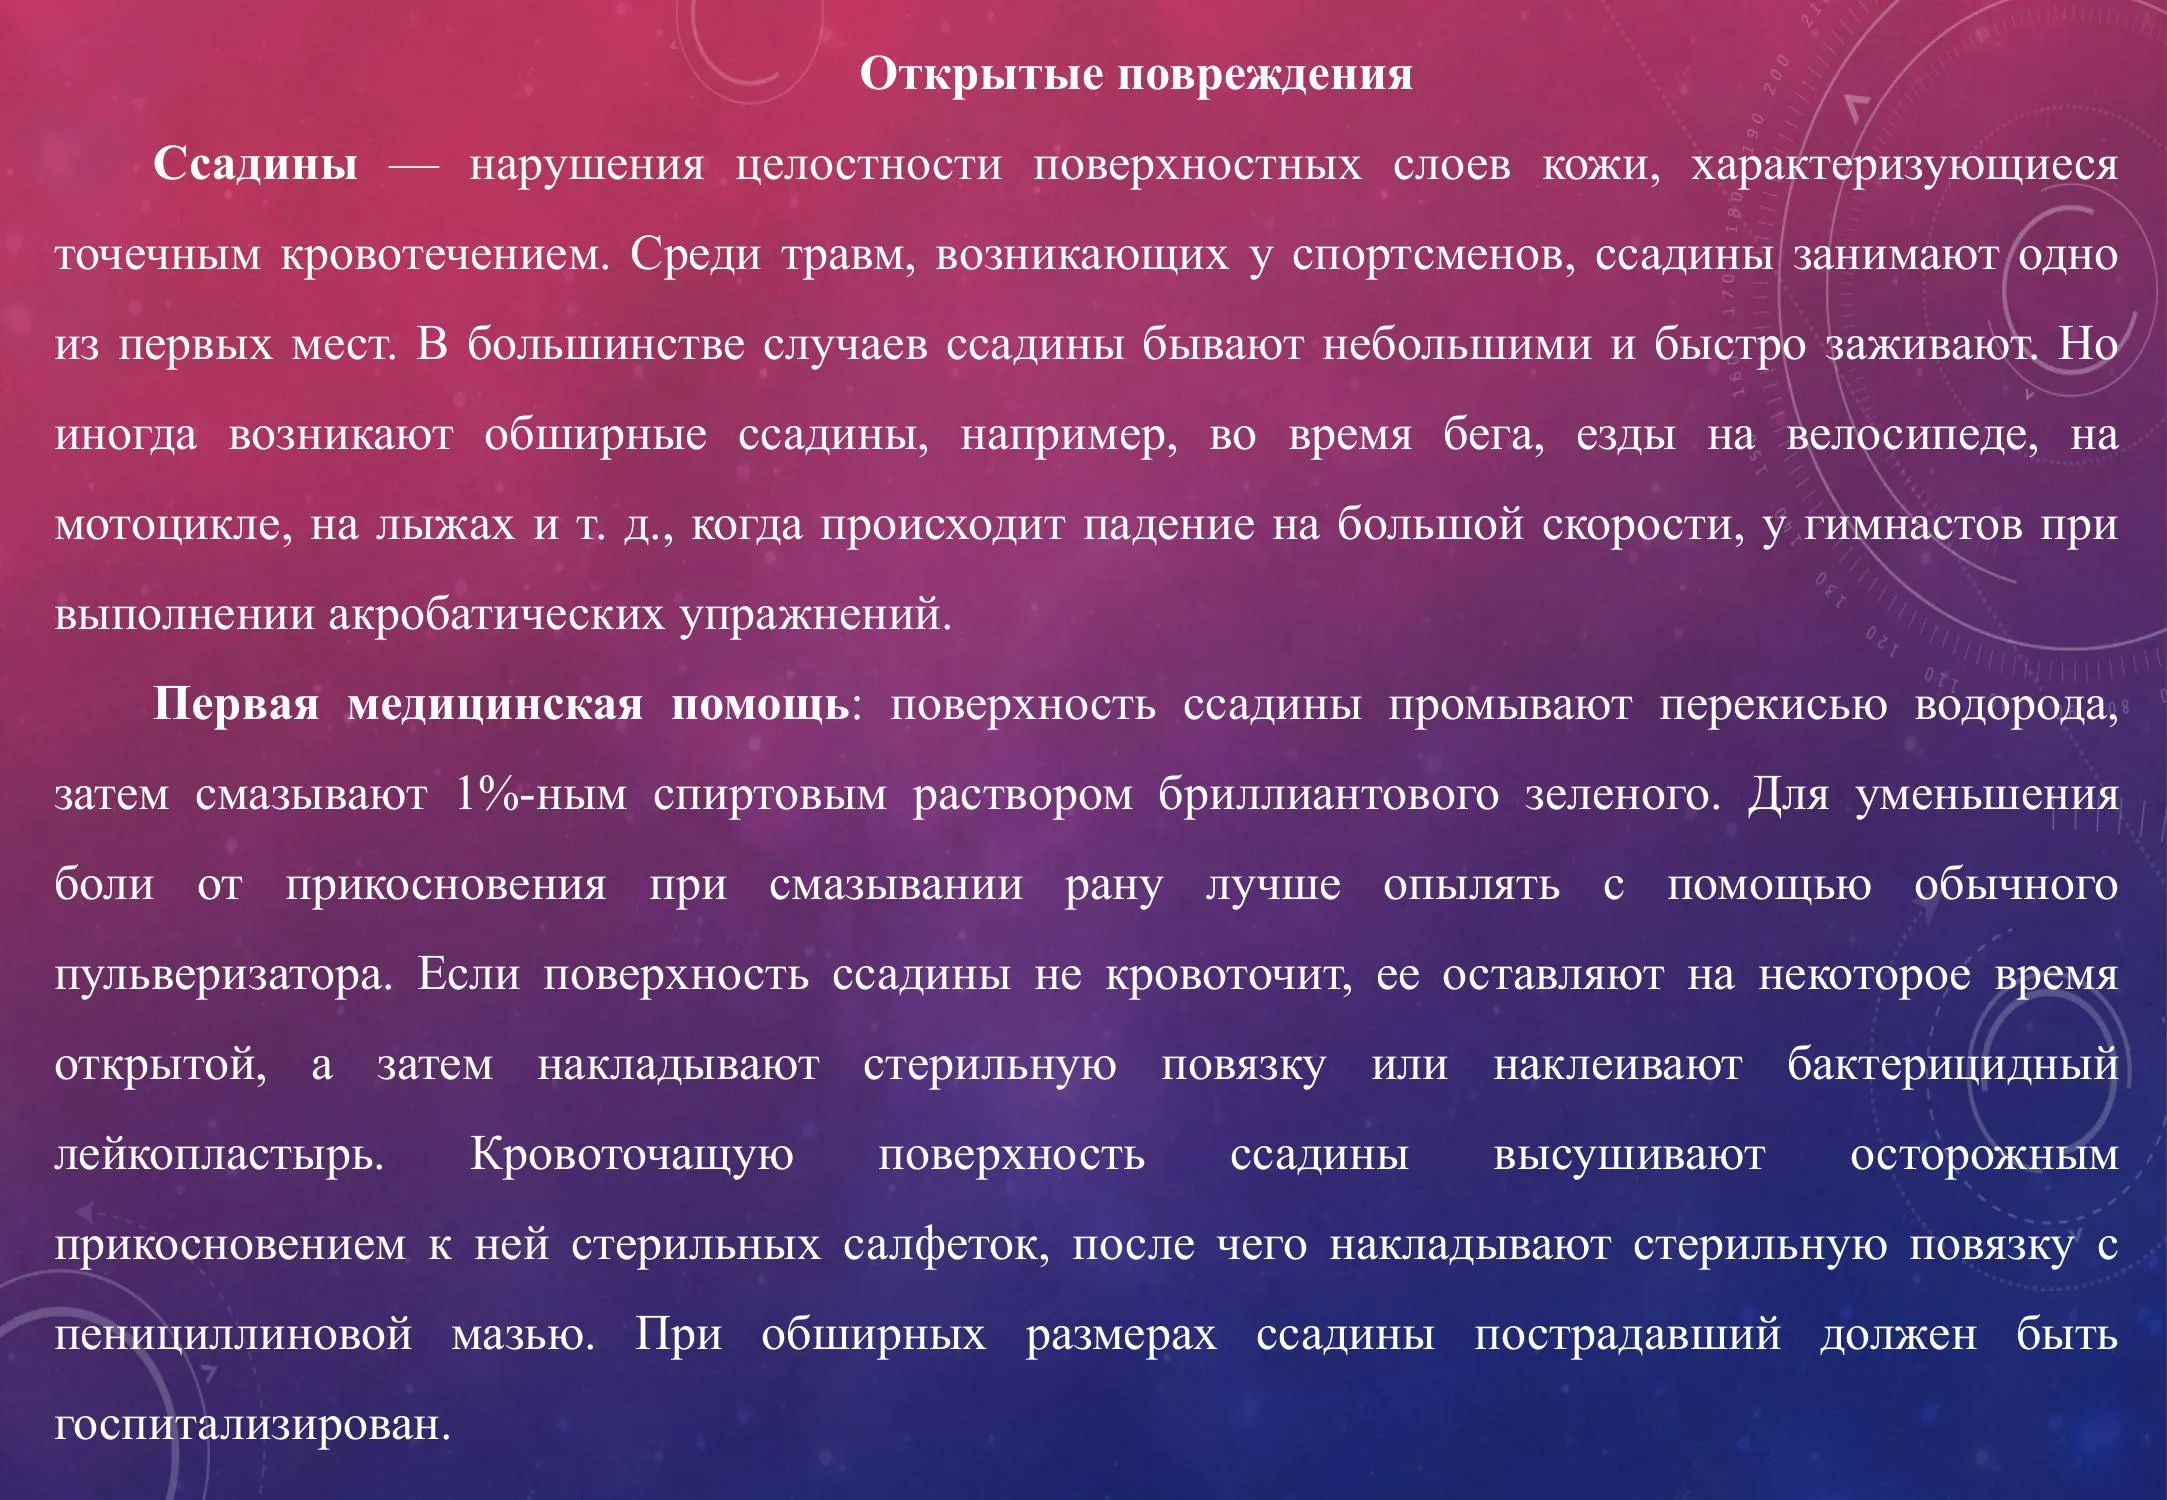 Открытые повреждения
Ссадины — нарушения целостности поверхностных слоев кожи, характеризующиеся
точечным кровотечением. Среди травм, возникающих у спортсменов, ссадины занимают одно
из первых мест. В большинстве случаев ссадины бывают небольшими и быстро заживают. Но
иногда возникают обширные ссадины, например, во время бега, езды на велосипеде, на
мотоцикле, на лыжах и т. д., когда происходит падение на большой скорости, у гимнастов при
выполнении акробатических упражнений.
Первая медицинская помощь: поверхность ссадины промывают перекисью водорода,
затем смазывают 1%-ным спиртовым раствором бриллиантового зеленого. Для уменьшения
боли от прикосновения при смазывании рану лучше опылять с помощью обычного
пульверизатора. Если поверхность ссадины не кровоточит, ее оставляют на некоторое время
открытой, а затем накладывают стерильную повязку или наклеивают бактерицидный
лейкопластырь. Кровоточащую поверхность ссадины высушивают осторожным
прикосновением к ней стерильных салфеток, после чего накладывают стерильную повязку с
пенициллиновой мазью. При обширных размерах ссадины пострадавший должен быть
госпитализирован.